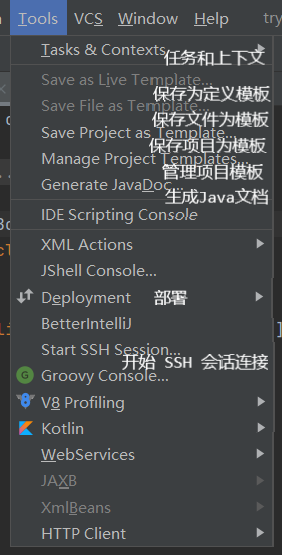 Tools VCS Window Help try
Tasks & Contexts
任务和上下文
Save as Live Template...
保存为定义模板
Save File as Template...
保存文件为模板
Save Project as Template...
保存项目为模板
Manage Project Templates...
管理项目模板
Generate JavaDoc...
生成Java文档
IDE Scripting Console
XML Actions
JShell Console...
Deployment 部署
BetterIntelliJ
Start SSH Session...
开始 SSH 会话连接
G Groovy Console...
V8 Profiling
Kotlin
WebServices
JAXB
XmlBeans
HTTP Client